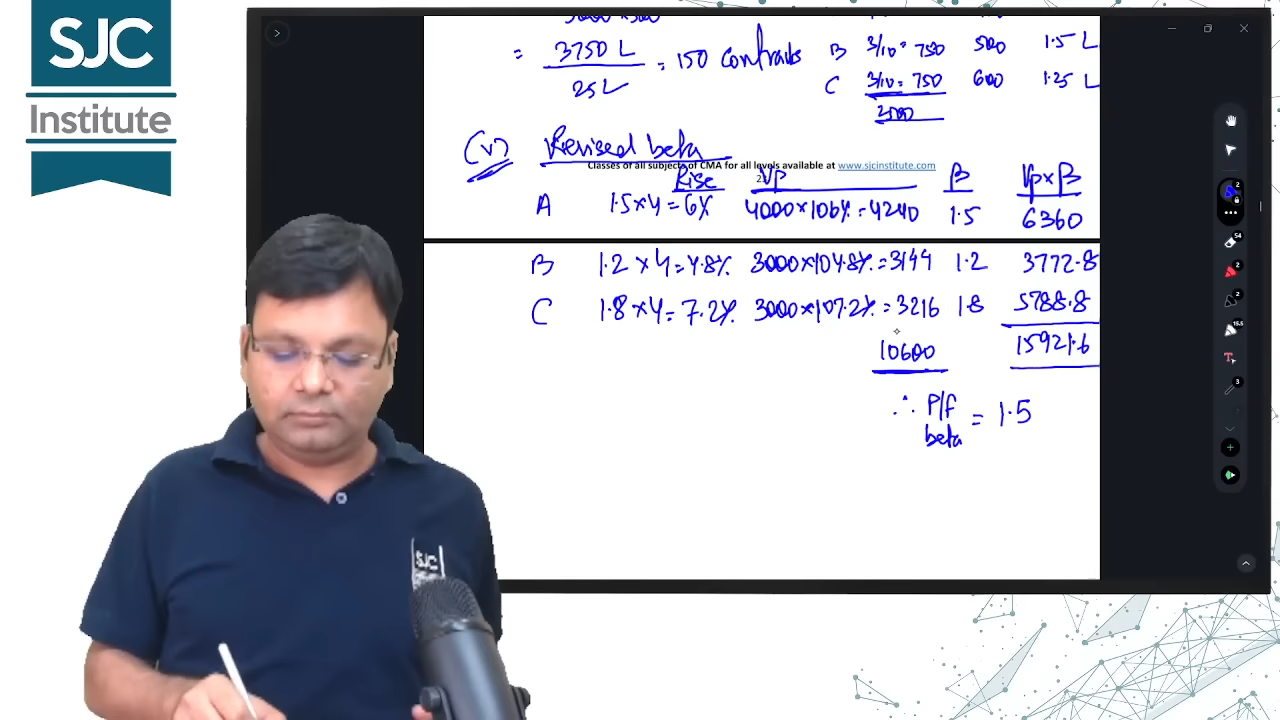 SJC
Institute
= 3750 L / 25 L = 150 contracts
B 3/10 = 750 500 1.5 L
C 3/10 = 750 600 1.25 L
2500
(v) Revised beta
Classes of all subjects of CMA for all levels available at www.sjcinstitute.com
Rise Vp β Vp×β
A 1.5×4 = 6% 4000×106% = 4240 1.5 6360
B 1.2×4 = 4.8% 3000×104.8% = 3144 1.2 3772.8
C 1.8×4 = 7.2% 3000×107.2% = 3216 1.8 5788.8
10600 15921.6
∴ P/f beta = 1.5
SJC